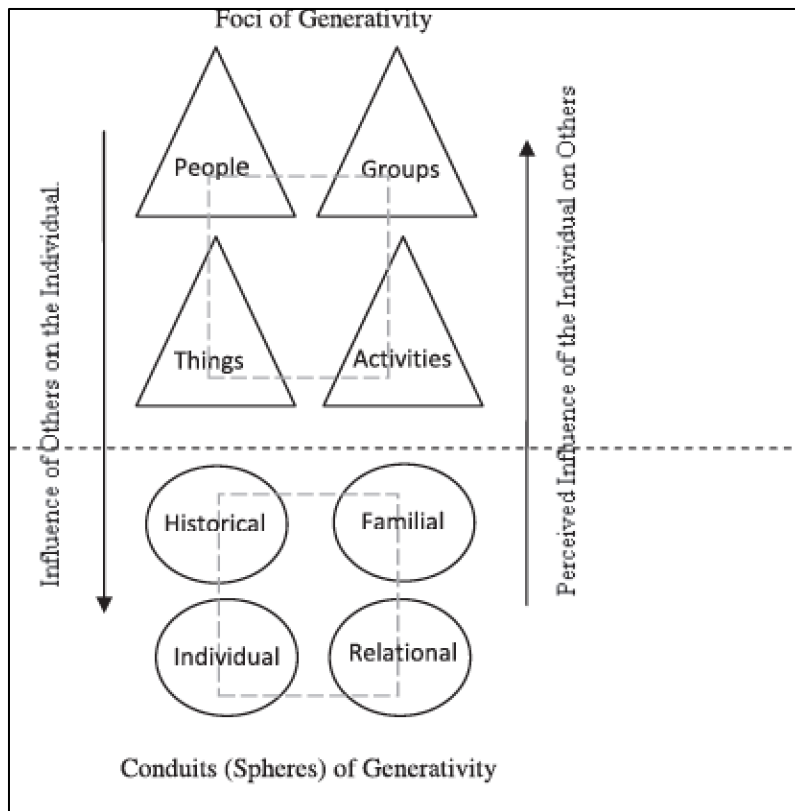 Foci of Generativity
People
Groups
Things
Activities
Influence of Others on the Individual.
Perceived Influence of the Individual on Others
Historical
Familial
Individual
Relational
Conduits (Spheres) of Generativity